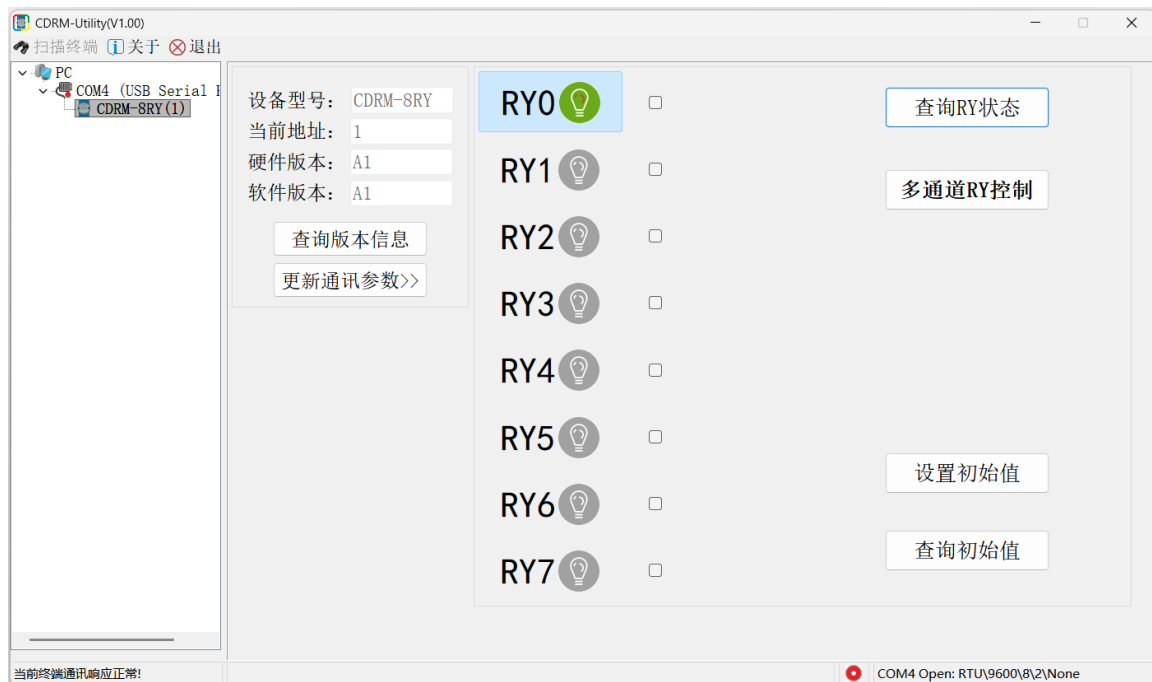 CDRM-Utility(V1.00)
扫描终端 关于 退出
PC
COM4 (USB Serial
CDRM-8RY(1)
设备型号： CDRM-8RY
当前地址： 1
硬件版本： A1
软件版本： A1
查询版本信息
更新通讯参数>>
RY0
RY1
RY2
RY3
RY4
RY5
RY6
RY7
查询RY状态
多通道RY控制
设置初始值
查询初始值
当前终端通讯响应正常!
COM4 Open: RTU\9600\8\2\None